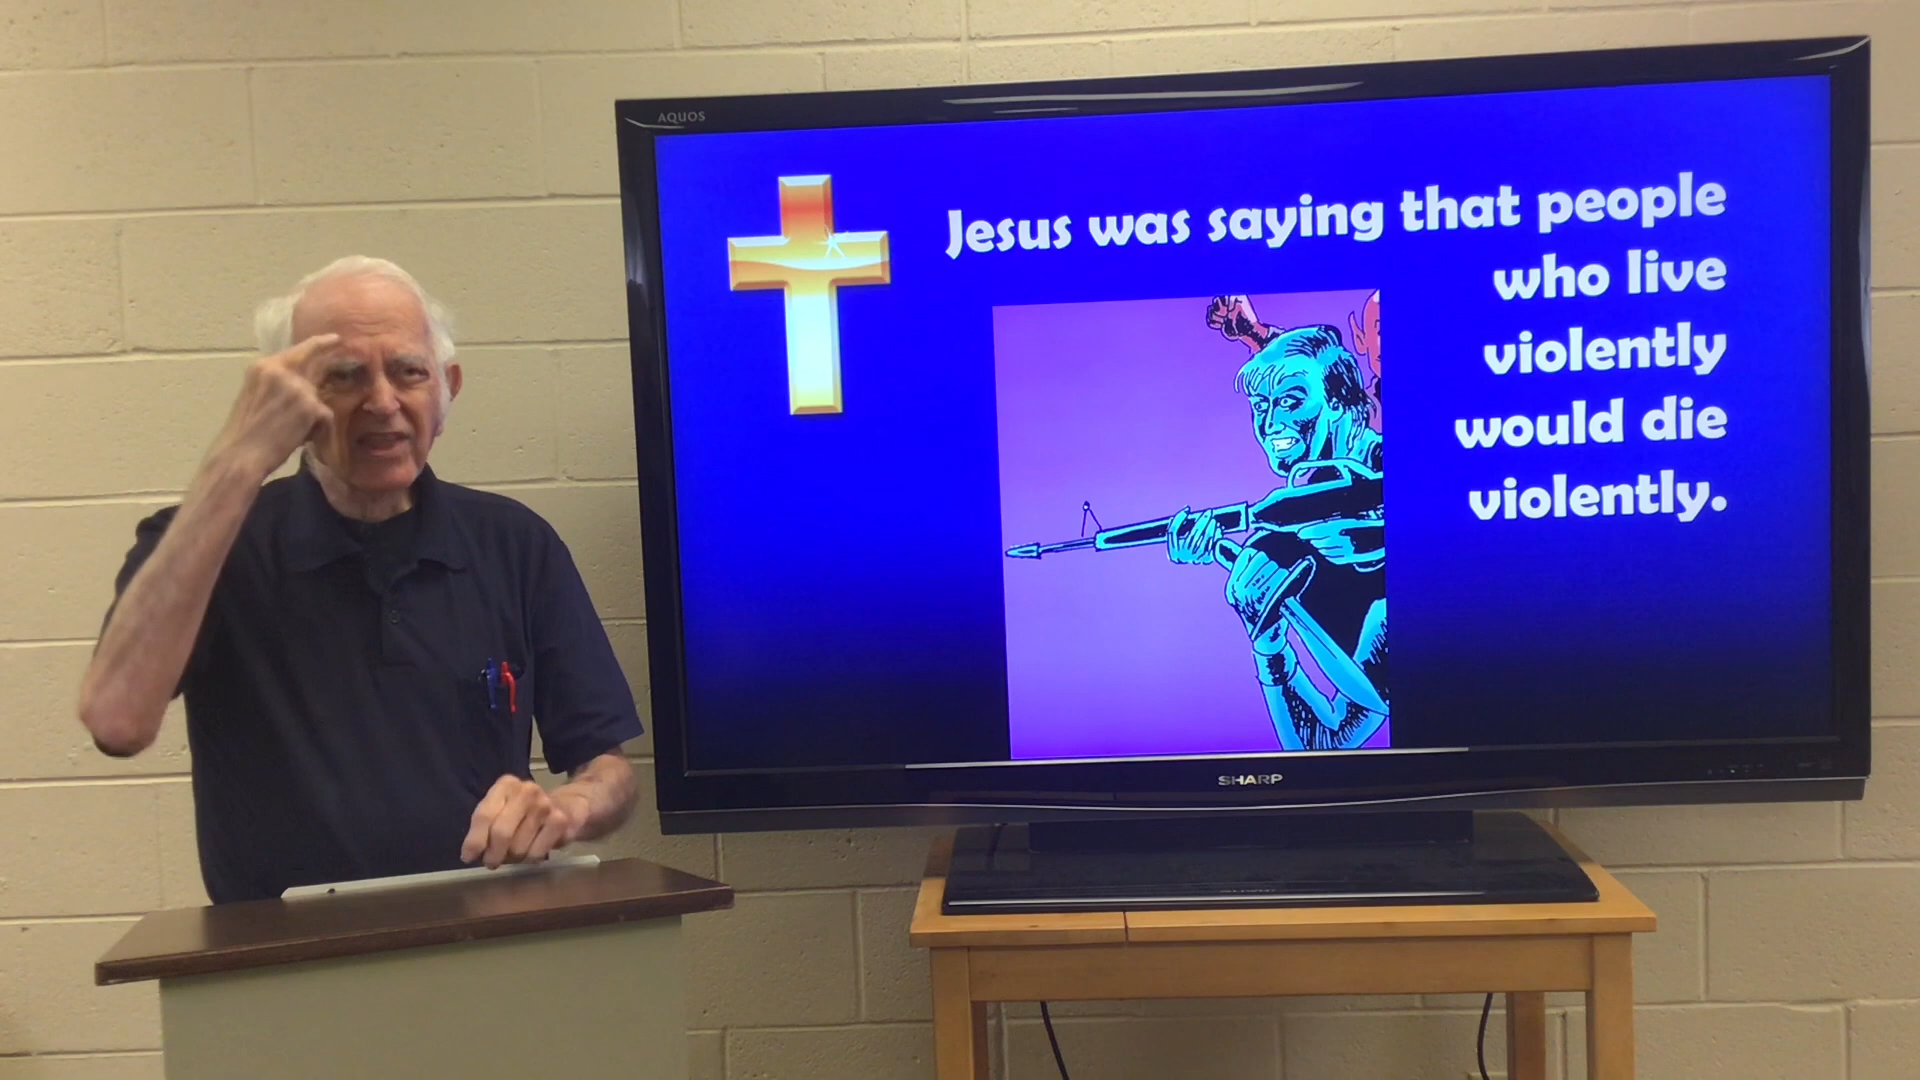 AQUOS
Jesus was saying that people
who live
violently
would die
violently.
SHARP